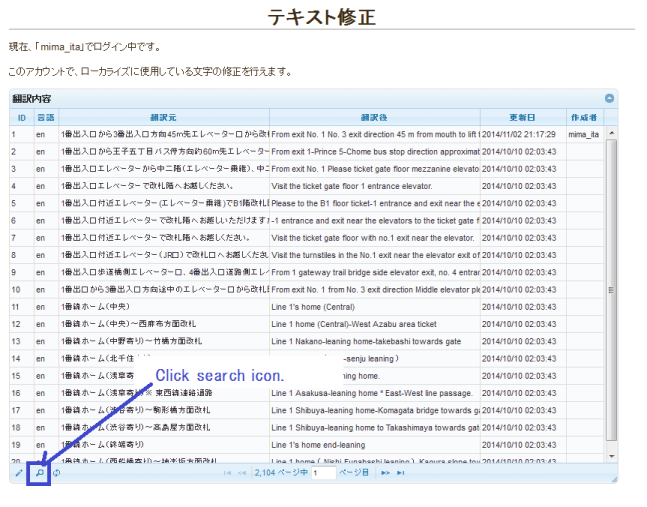 テキスト修正
現在、「mima_ita」でログイン中です。
このアカウントで、ローカライズに使用している文字の修正を行えます。
翻訳内容
ID 言語 翻訳元 翻訳後 更新日 作成者
1 en 1番出入口から3番出入口方向45m先エレベーター口から改 From exit No. 1 No. 3 exit direction 45 m from mouth to lift t 2014/11/02 21:17:29 mima_ita
2 en 1番出入口から王子五丁目バス停方向約60m先エレベーター From exit 1-Prince 5-Chome bus stop direction approximat 2014/10/10 02:03:43
3 en 1番出入口エレベーターから中二階(エレベーター乗継)、中 From exit No. 1 Please ticket gate floor mezzanine elevato 2014/10/10 02:03:43
4 en 1番出入口エレベーターで改札階へお越しください。 Visit the ticket gate floor 1 entrance elevator. 2014/10/10 02:03:43
5 en 1番出入口付近エレベーター(エレベーター乗継)でB1階改札 Please to the B1 floor ticket-1 entrance and exit near the e 2014/10/10 02:03:43
6 en 1番出入口付近エレベーターで改札階へお越しいただけます -1 entrance and exit near the elevators to the ticket gate f 2014/10/10 02:03:43
7 en 1番出入口付近エレベーターで改札階へお越しください。 Visit the ticket gate floor with no.1 exit near the elevator. 2014/10/10 02:03:43
8 en 1番出入口付近エレベーター(JR口)で改札口へお越しくださ Visit the turnstiles in the No.1 exit near the elevator exit of 2014/10/10 02:03:43
9 en 1番出入口歩道橋側エレベーター口、4番出入口道路側エレ From 1 gateway trail bridge side elevator exit, no. 4 entrar 2014/10/10 02:03:43
10 en 1番出口から3番出入口方向途中のエレベーター口から改札 From exit No. 1 from No. 3 exit direction Middle elevator pl 2014/10/10 02:03:43
11 en 1番線ホーム(中央) Line 1's home (Central) 2014/10/10 02:03:43
12 en 1番線ホーム(中央)～西麻布方面改札 Line 1 home (Central)-West Azabu area ticket 2014/10/10 02:03:43
13 en 1番線ホーム(中野寄り)～竹橋方面改札 Line 1 Nakano-leaning home-takebashi towards gate 2014/10/10 02:03:43
14 en 1番線ホーム(北千住 -senju leaning ) 2014/10/10 02:03:43
15 en 1番線ホーム(浅草寄 ning home. 2014/10/10 02:03:43
Click search icon.
16 en 1番線ホーム(浅草寄り)※ 東西線連絡通路 Line 1 Asakusa-leaning home * East-West line passage. 2014/10/10 02:03:43
17 en 1番線ホーム(渋谷寄り)～駒形橋方面改札 Line 1 Shibuya-leaning home-Komagata bridge towards g 2014/10/10 02:03:43
18 en 1番線ホーム(渋谷寄り)～高島屋方面改札 Line 1 Shibuya-leaning home to Takashimaya towards gat 2014/10/10 02:03:43
19 en 1番線ホーム(終端寄り) Line 1's home end-leaning 2014/10/10 02:03:43
20 en 1番線ホーム(西船橋寄り)～神楽坂方面改札 Line 1 home ( Nishi Funabashi leaning ) Kagura slope tov 2014/10/10 02:03:43
2,104 ページ中 1 ページ目